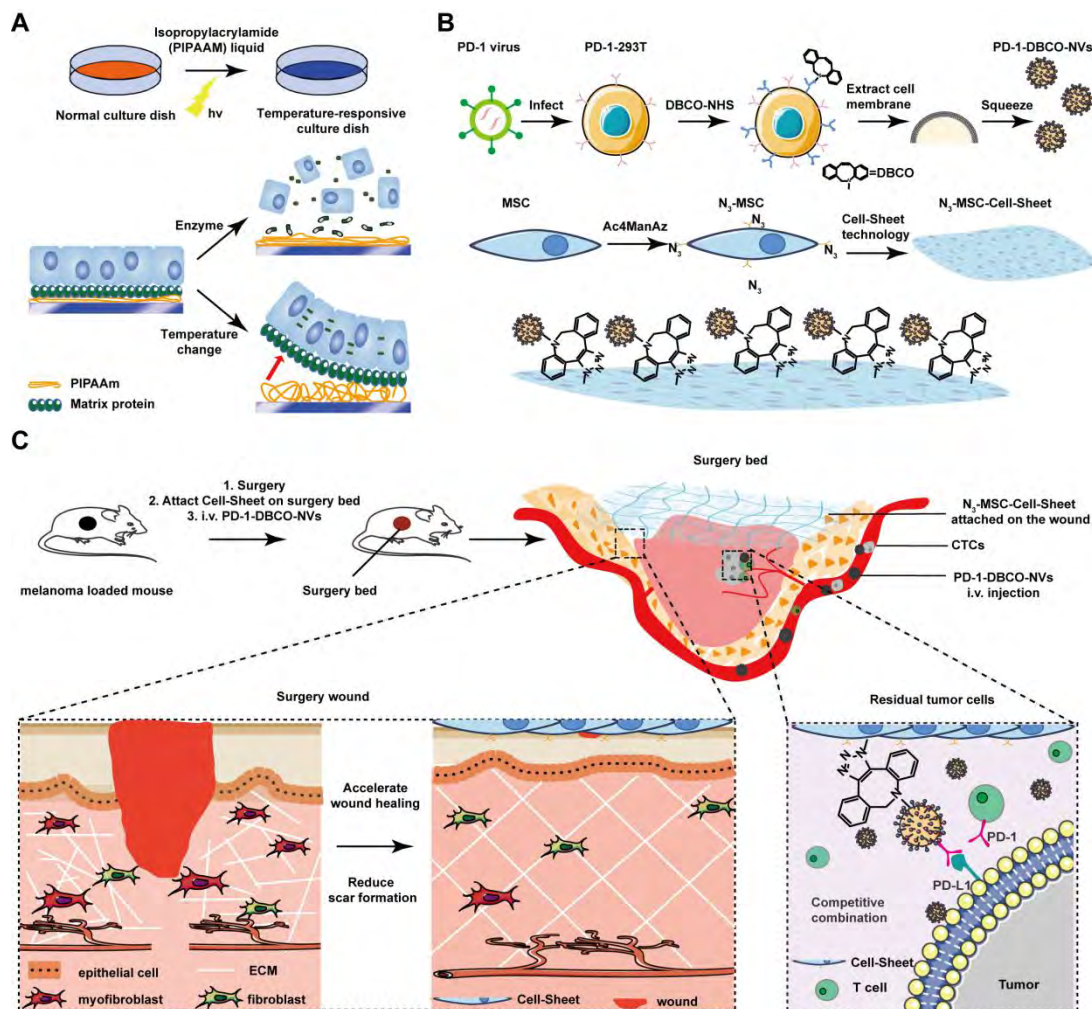 A
Isopropylacrylamide
(PIPAAM) liquid
hv
Normal culture dish
Temperature-responsive
culture dish
Enzyme
Temperature
change
PIPAAm
Matrix protein
B
PD-1 virus
PD-1-293T
PD-1-DBCO-NVs
Infect
DBCO-NHS
Extract cell
membrane
Squeeze
=DBCO
MSC
N3-MSC
N3-MSC-Cell-Sheet
Ac4ManAz
N3
N3
N3
N3
Cell-Sheet
technology
N
N
N
N
N
N N N
N N N
N N N
N N N
N N N
C
1. Surgery
2. Attact Cell-Sheet on surgery bed
3. i.v. PD-1-DBCO-NVs
melanoma loaded mouse
Surgery bed
Surgery bed
N3-MSC-Cell-Sheet
attached on the wound
CTCs
PD-1-DBCO-NVs
i.v. injection
Surgery wound
Accelerate
wound healing
Reduce
scar formation
epithelial cell
ECM
myofibroblast
fibroblast
Cell-Sheet
wound
Residual tumor cells
N N N
N
PD-1
PD-L1
Competitive
combination
Cell-Sheet
T cell
Tumor